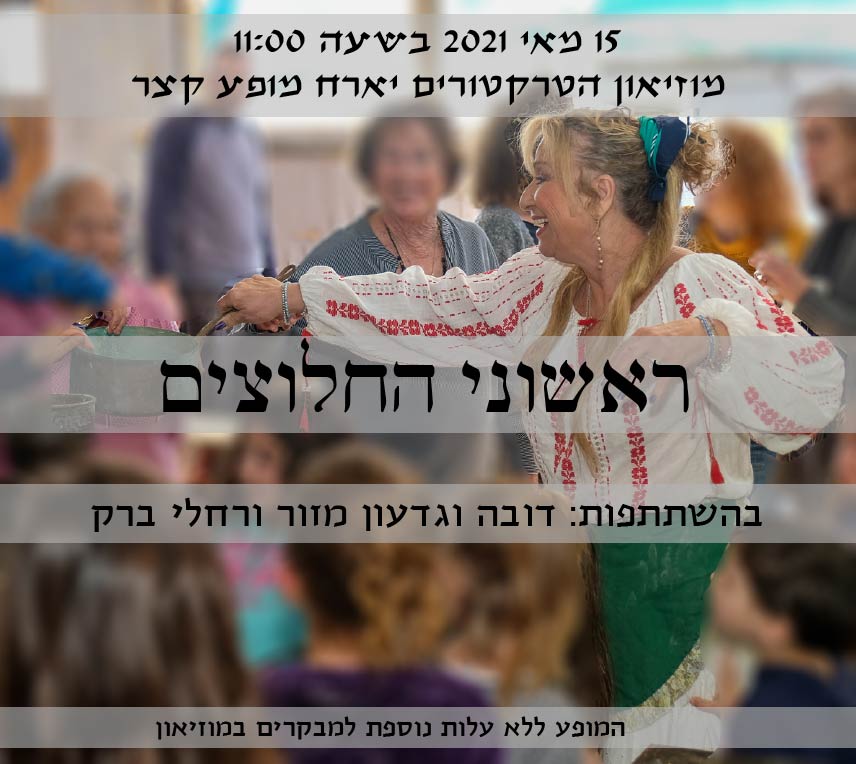 15 מאי 2021 בשעה 11:00
מוזיאון הטרקטורים יארח מופע קצר
ראשוני החלוצים
בהשתתפות: דובה וגדעון מזור ורחלי ברק
המופע ללא עלות נוספת למבקרים במוזיאון